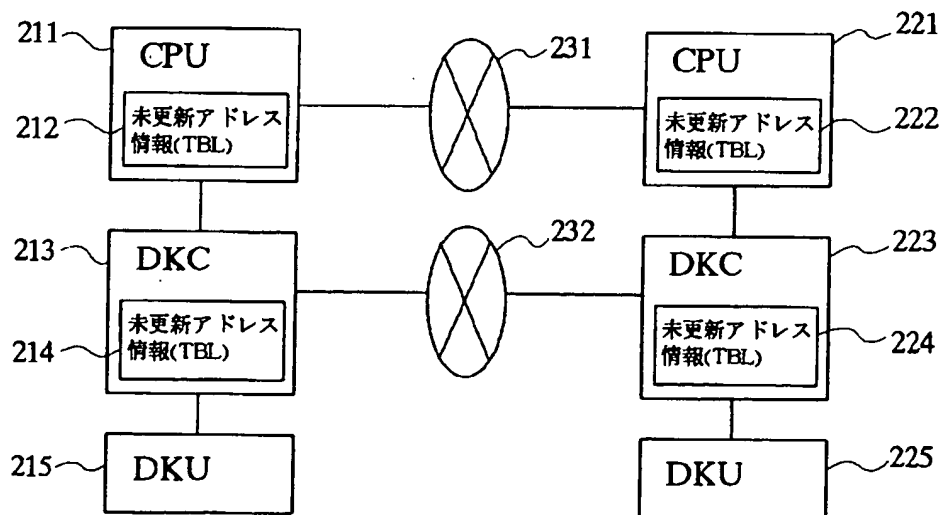 211
CPU
212
未更新アドレス
情報(TBL)
231
221
CPU
222
未更新アドレス
情報(TBL)
213
DKC
214
未更新アドレス
情報(TBL)
232
223
DKC
224
未更新アドレス
情報(TBL)
215
DKU
225
DKU